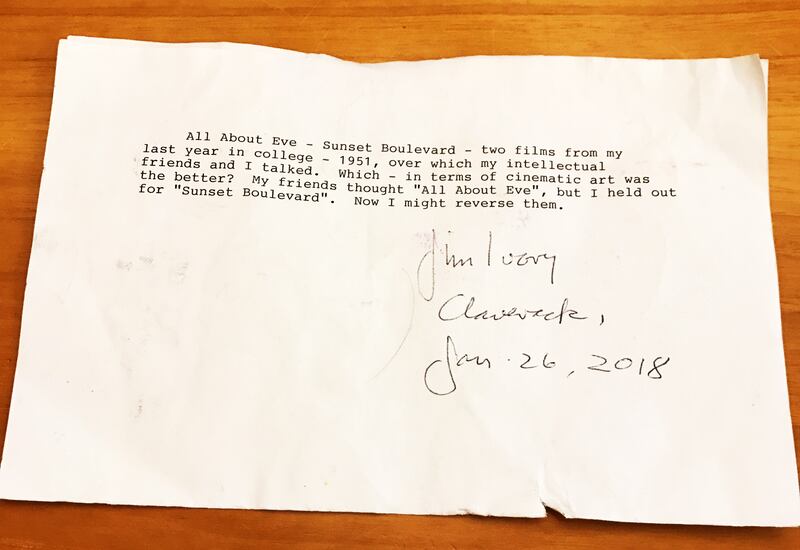 All About Eve - Sunset Boulevard - two films from my
last year in college - 1951, over which my intellectual
friends and I talked. Which - in terms of cinematic art was
the better? My friends thought "All About Eve", but I held out
for "Sunset Boulevard". Now I might reverse them.
Jim Ivory
Claverack,
Jan. 26, 2018